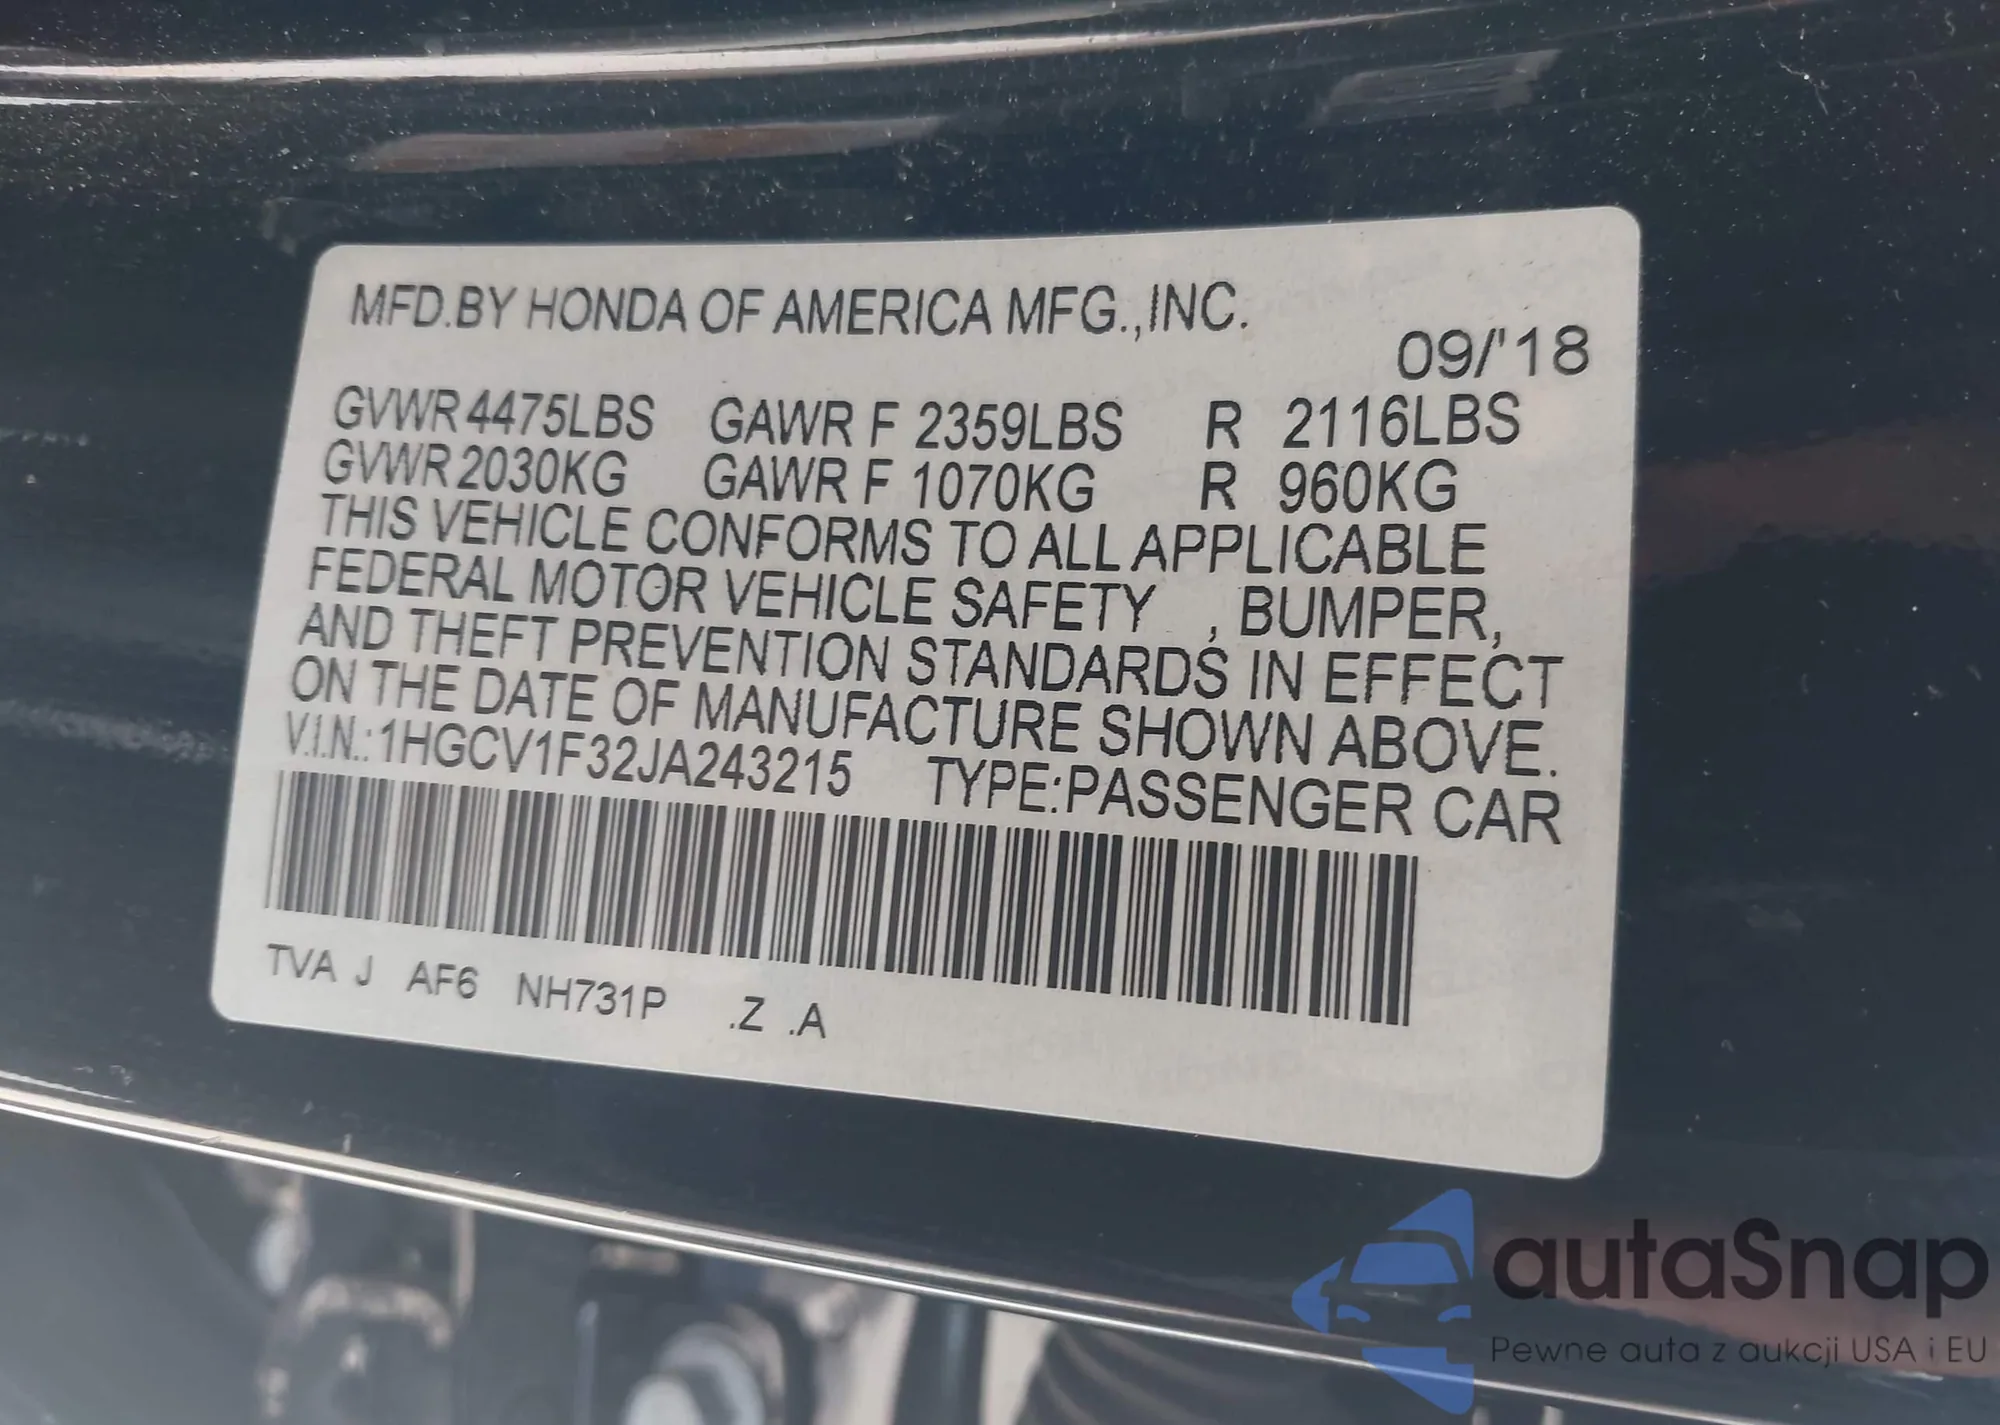 MFD.BY HONDA OF AMERICA MFG.,INC.
09/'18
GVWR 4475LBS GAWR F 2359LBS R 2116LBS
GVWR 2030KG GAWR F 1070KG R 960KG
THIS VEHICLE CONFORMS TO ALL APPLICABLE
FEDERAL MOTOR VEHICLE SAFETY , BUMPER,
AND THEFT PREVENTION STANDARDS IN EFFECT
ON THE DATE OF MANUFACTURE SHOWN ABOVE.
V.I.N.: 1HGCV1F32JA243215 TYPE:PASSENGER CAR
TVA J AF6 NH731P .Z .A
autaSnap
Pewne auta z aukcji USA i EU